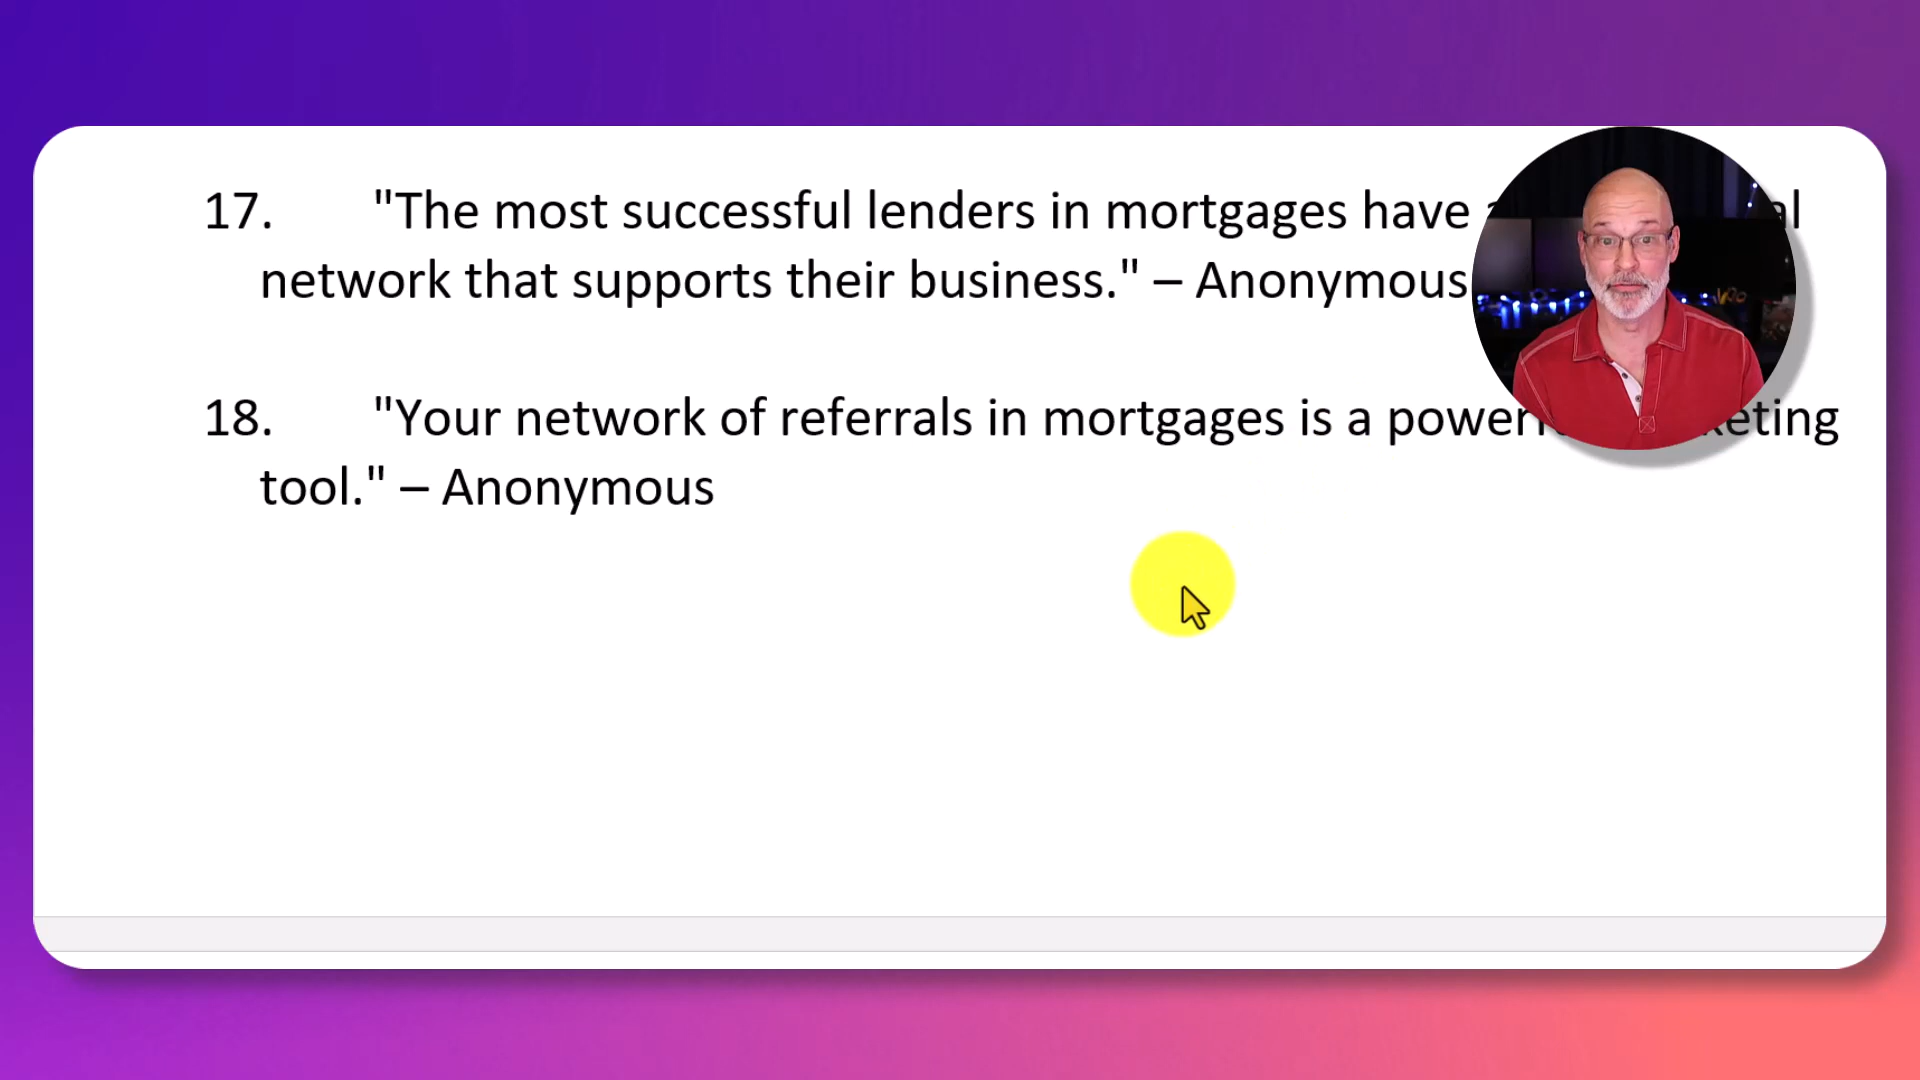 17. "The most successful lenders in mortgages have
network that supports their business." – Anonymous
18. "Your network of referrals in mortgages is a
tool." – Anonymous